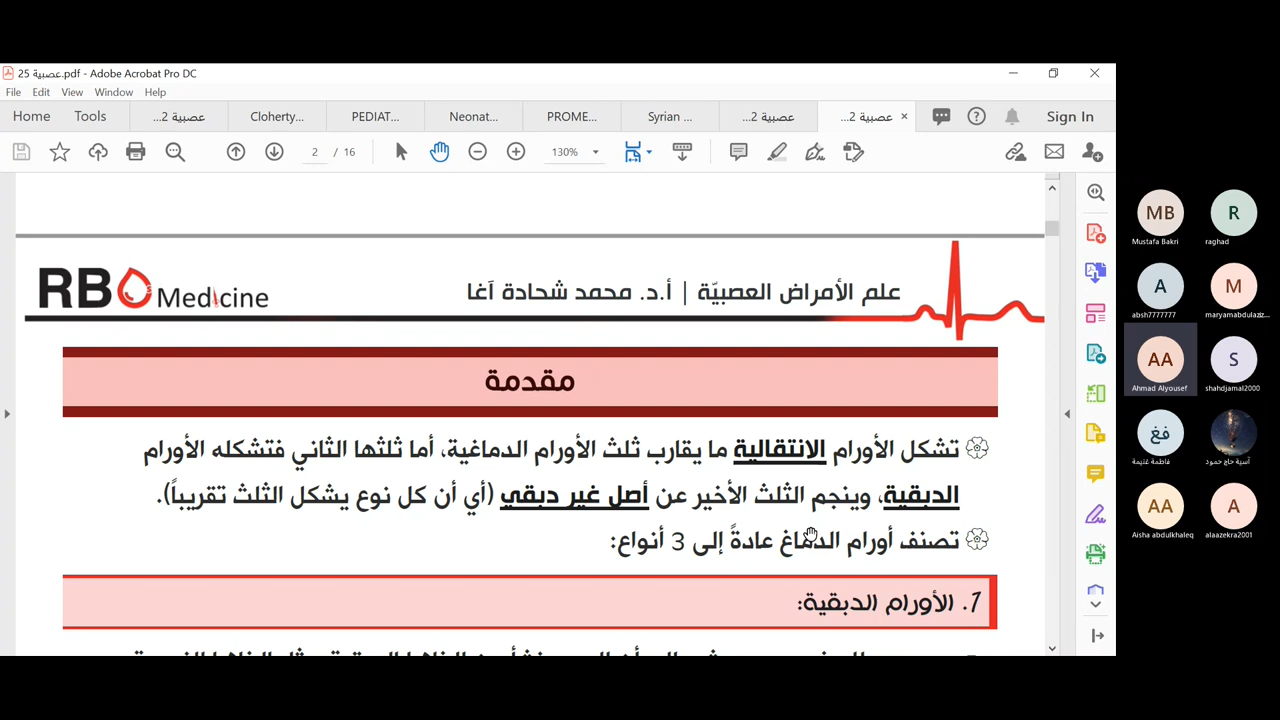 عصبية 25.pdf - Adobe Acrobat Pro DC
File Edit View Window Help
Home Tools عصبية 2... Cloherty... PEDIAT... Neonat... PROME... Syrian ... عصبية 2... عصبية 2... × Sign In
2 / 16 130%
RB Medicine
علم الأمراض العصبيّة | أ.د. محمد شحادة آغا
مقدمة
تشكل الأورام الانتقالية ما يقارب ثلث الأورام الدماغية، أما ثلثها الثاني فتشكله الأورام
الدبقية، وينجم الثلث الأخير عن أصل غير دبقي (أي أن كل نوع يشكل الثلث تقريباً).
تصنف أورام الدماغ عادةً إلى 3 أنواع:
1. الأورام الدبقية:
MB R
Mustafa Bakri raghad
A M
absh7777777 maryamabdulaziz...
AA S
Ahmad Alyousef shahdjamal2000
فغ
فاطمة غنيمة آسية حاج حمود
AA A
Aisha abdulkhaleq alaazekra2001